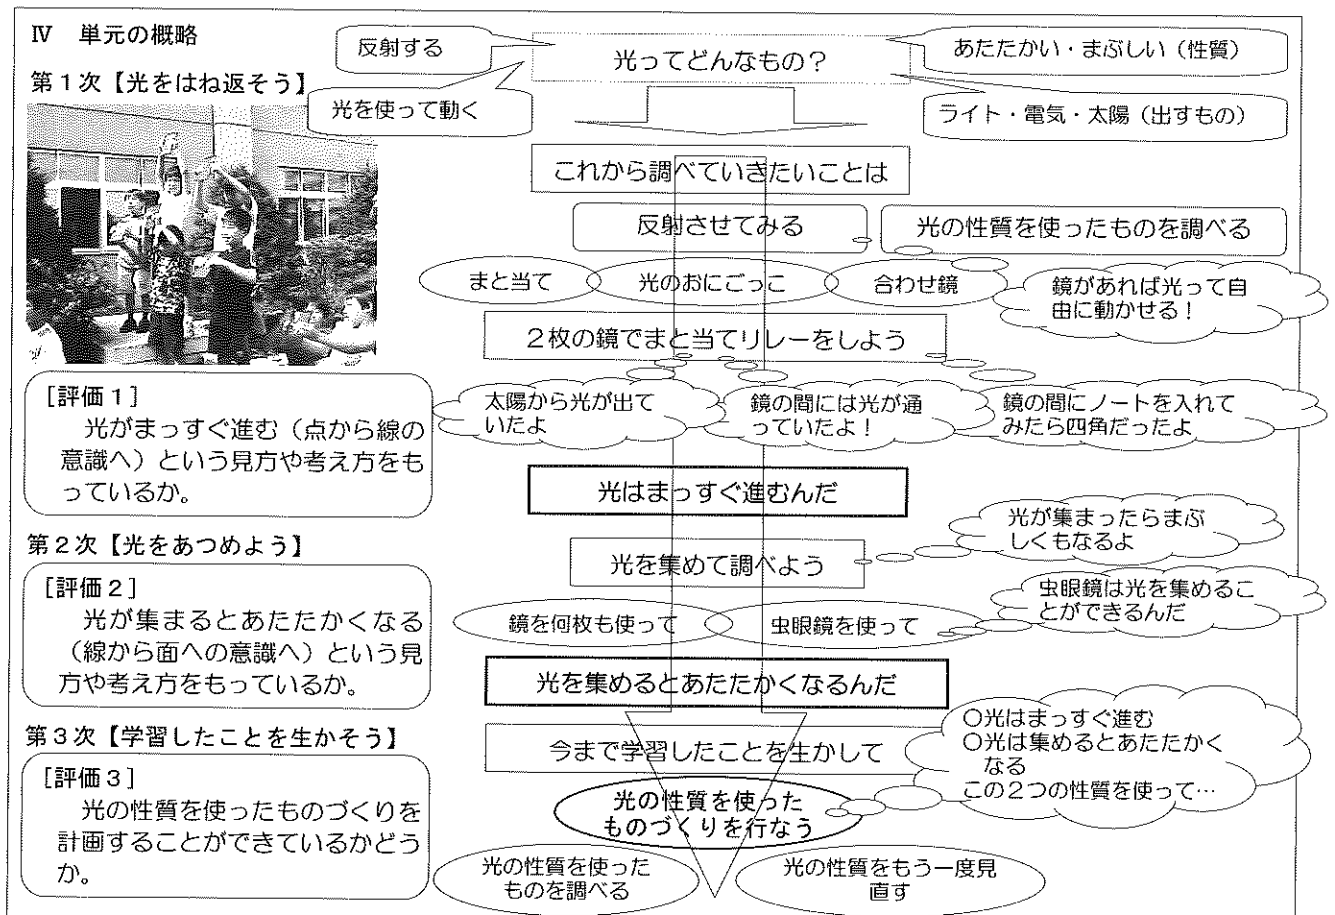 Ⅳ 単元の概略
反射する
光ってどんなもの？
あたたかい・まぶしい（性質）
第１次【光をはね返そう】
光を使って動く
ライト・電気・太陽（出すもの）
これから調べていきたいことは
反射させてみる
光の性質を使ったものを調べる
まと当て
光のおにごっこ
合わせ鏡
鏡があれば光って自
由に動かせる！
２枚の鏡でまと当てリレーをしよう
［評価１］
光がまっすぐ進む（点から線の
意識へ）という見方や考え方をも
っているか。
太陽から光が出て
いたよ
鏡の間には光が通
っていたよ！
鏡の間にノートを入れて
みたら四角だったよ
光はまっすぐ進むんだ
光が集まったらまぶ
しくもなるよ
第２次【光をあつめよう】
光を集めて調べよう
［評価２］
光が集まるとあたたかくなる
（線から面への意識へ）という見
方や考え方をもっているか。
虫眼鏡は光を集めるこ
とができるんだ
鏡を何枚も使って
虫眼鏡を使って
光を集めるとあたたかくなるんだ
第３次【学習したことを生かそう】
今まで学習したことを生かして
○光はまっすぐ進む
○光は集めるとあたたかく
なる
この２つの性質を使って…
［評価３］
光の性質を使ったものづくりを
計画することができているかどう
か。
光の性質を使った
ものづくりを行なう
光の性質を使った
ものを調べる
光の性質をもう一度見
直す